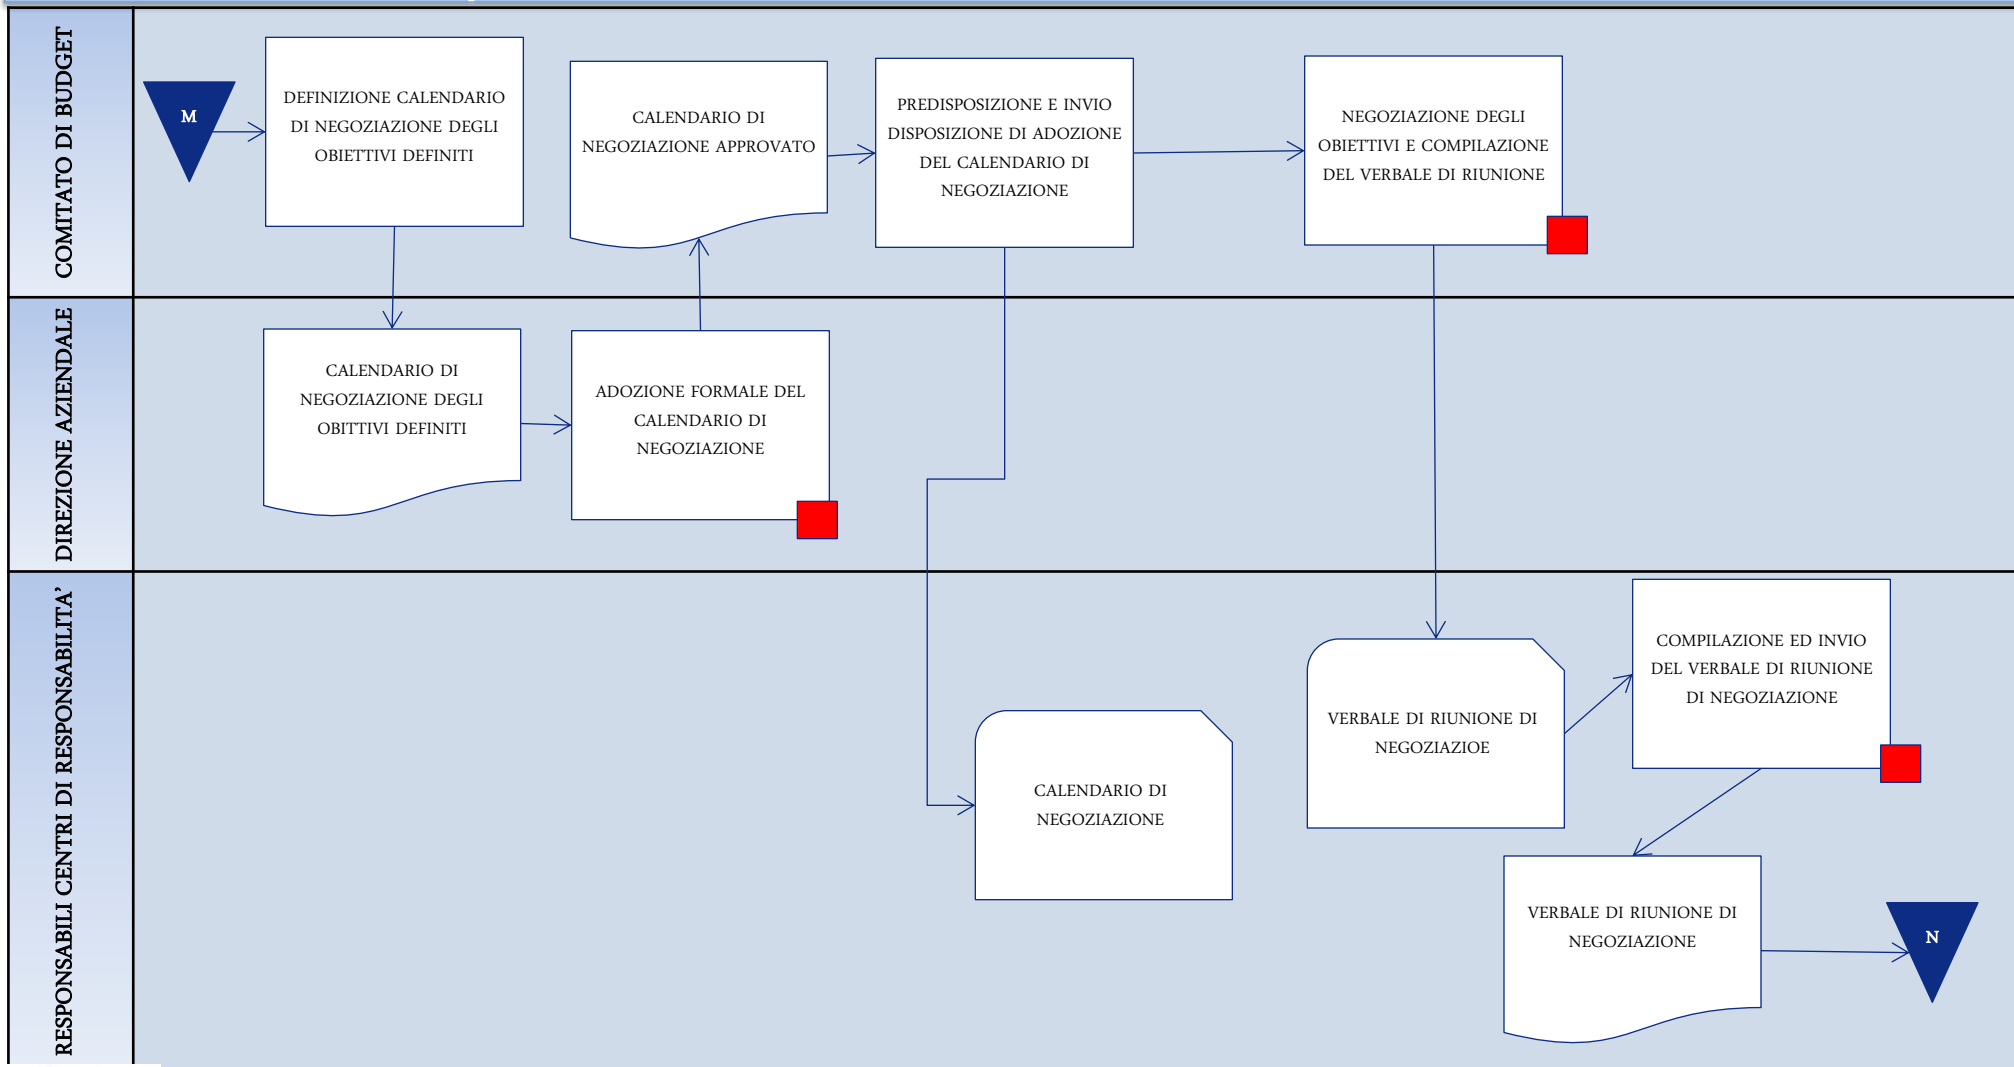 COMITATO DI BUDGET
M
DEFINIZIONE CALENDARIO
DI NEGOZIAZIONE DEGLI
OBIETTIVI DEFINITI
CALENDARIO DI
NEGOZIAZIONE APPROVATO
PREDISPOSIZIONE E INVIO
DISPOSIZIONE DI ADOZIONE
DEL CALENDARIO DI
NEGOZIAZIONE
NEGOZIAZIONE DEGLI
OBIETTIVI E COMPILAZIONE
DEL VERBALE DI RIUNIONE
DIREZIONE AZIENDALE
CALENDARIO DI
NEGOZIAZIONE DEGLI
OBITTIVI DEFINITI
ADOZIONE FORMALE DEL
CALENDARIO DI
NEGOZIAZIONE
RESPONSABILI CENTRI DI RESPONSABILITA’
CALENDARIO DI
NEGOZIAZIONE
VERBALE DI RIUNIONE DI
NEGOZIAZIOE
COMPILAZIONE ED INVIO
DEL VERBALE DI RIUNIONE
DI NEGOZIAZIONE
VERBALE DI RIUNIONE DI
NEGOZIAZIONE
N